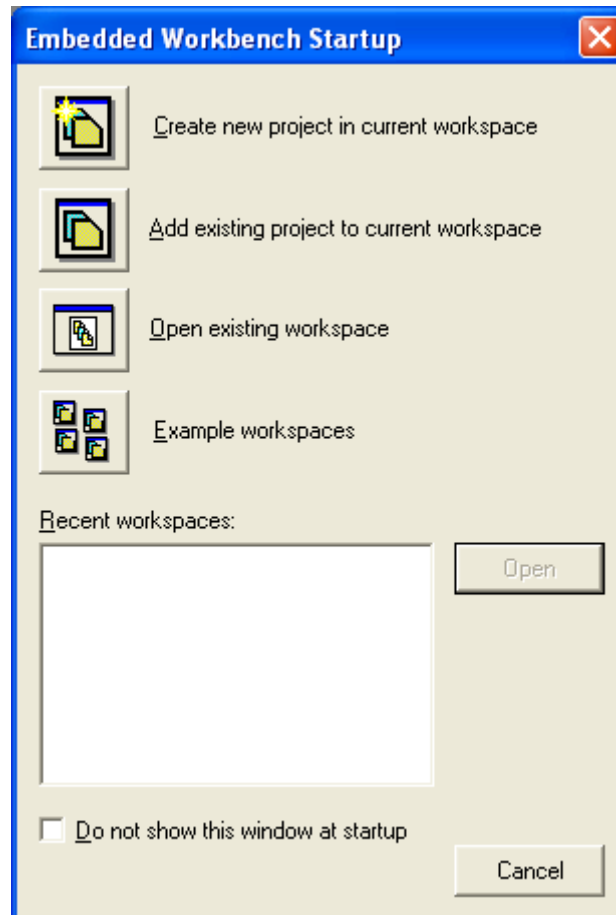 Embedded Workbench Startup
Create new project in current workspace
Add existing project to current workspace
Open existing workspace
Example workspaces
Recent workspaces:
Open
Do not show this window at startup
Cancel